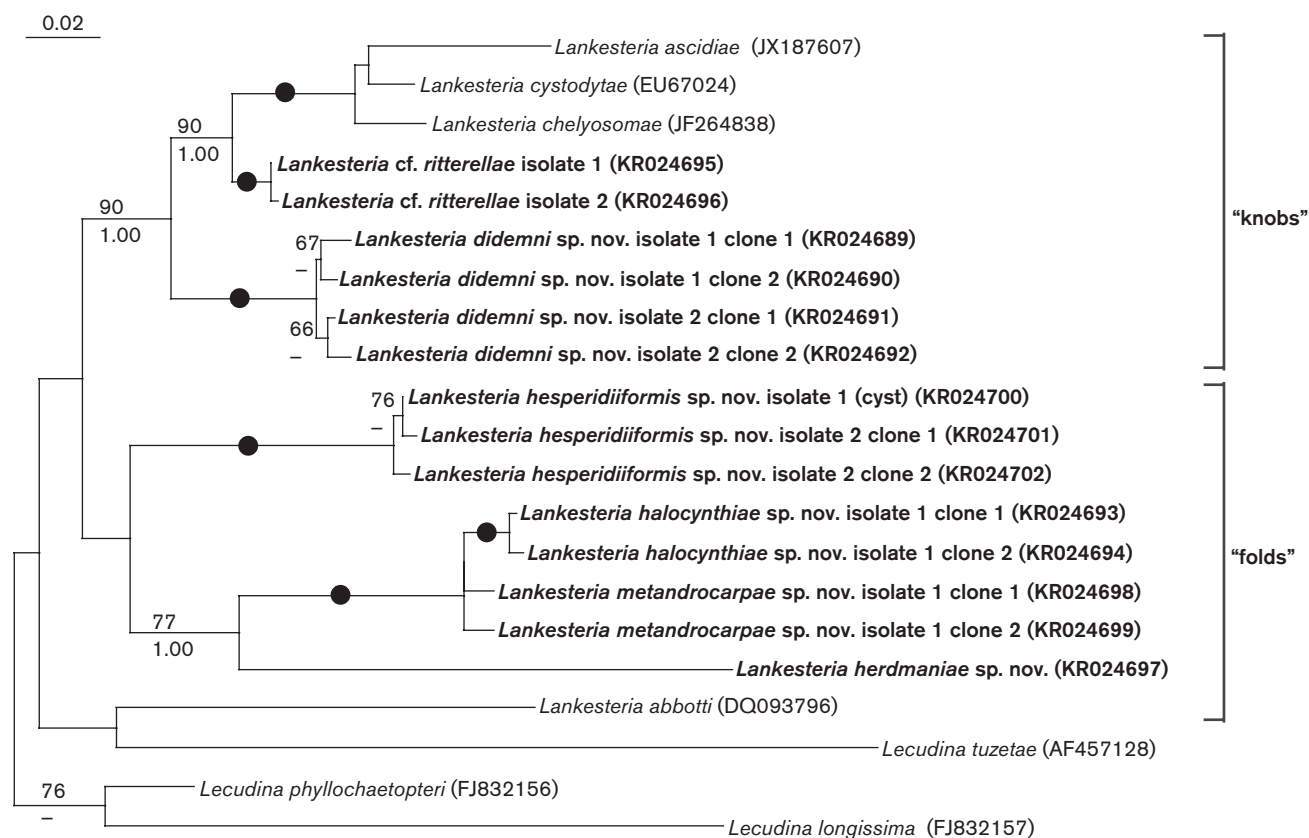 0.02
Lankesteria ascidiae (JX187607)
Lankesteria cystodytae (EU67024)
90
1.00
Lankesteria chelyosomae (JF264838)
Lankesteria cf. ritterellae isolate 1 (KR024695)
Lankesteria cf. ritterellae isolate 2 (KR024696)
90
1.00
"knobs"
67
–
Lankesteria didemni sp. nov. isolate 1 clone 1 (KR024689)
Lankesteria didemni sp. nov. isolate 1 clone 2 (KR024690)
66
–
Lankesteria didemni sp. nov. isolate 2 clone 1 (KR024691)
Lankesteria didemni sp. nov. isolate 2 clone 2 (KR024692)
76
–
Lankesteria hesperidiiformis sp. nov. isolate 1 (cyst) (KR024700)
Lankesteria hesperidiiformis sp. nov. isolate 2 clone 1 (KR024701)
Lankesteria hesperidiiformis sp. nov. isolate 2 clone 2 (KR024702)
Lankesteria halocynthiae sp. nov. isolate 1 clone 1 (KR024693)
Lankesteria halocynthiae sp. nov. isolate 1 clone 2 (KR024694)
"folds"
Lankesteria metandrocarpae sp. nov. isolate 1 clone 1 (KR024698)
Lankesteria metandrocarpae sp. nov. isolate 1 clone 2 (KR024699)
77
1.00
Lankesteria herdmaniae sp. nov. (KR024697)
Lankesteria abbotti (DQ093796)
Lecudina tuzetae (AF457128)
76
–
Lecudina phyllochaetopteri (FJ832156)
Lecudina longissima (FJ832157)